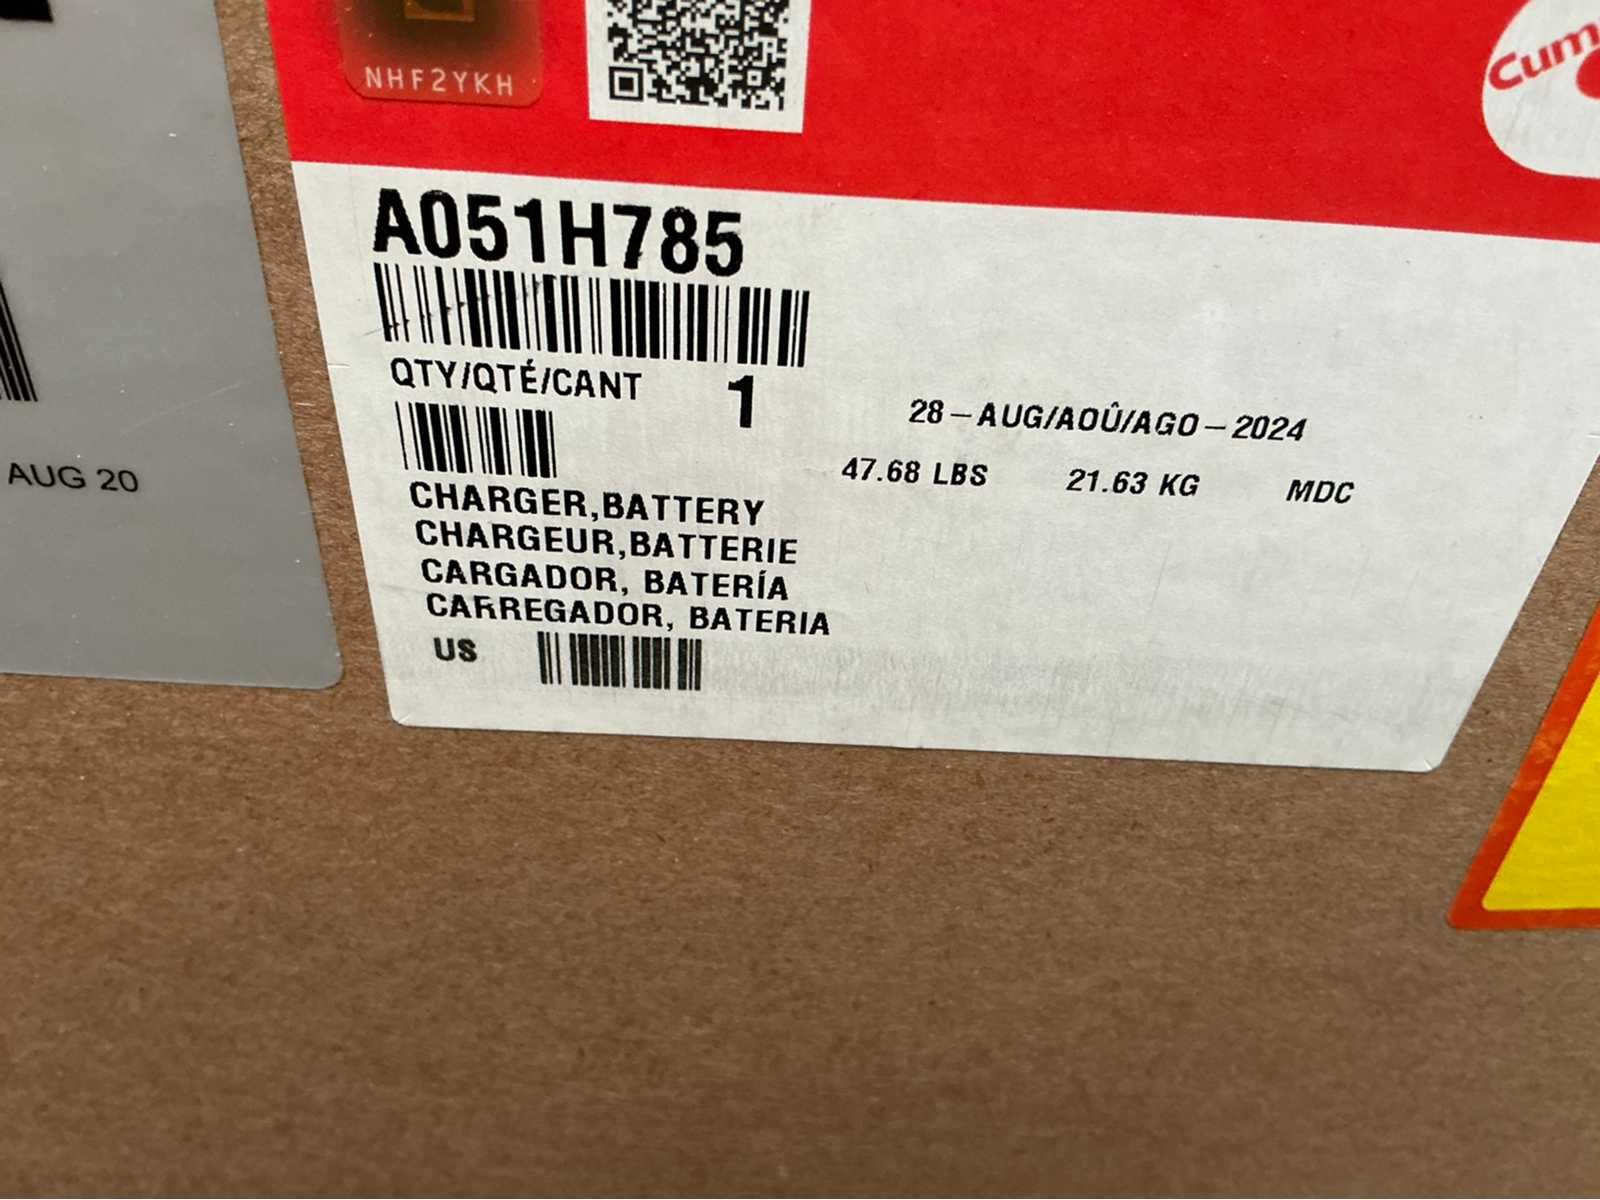 NHF2YKH
A051H785
QTY/QTÉ/CANT 1
28-AUG/AOÛ/AGO-2024
47.68 LBS 21.63 KG MDC
CHARGER,BATTERY
CHARGEUR,BATTERIE
CARGADOR, BATERÍA
CARREGADOR, BATERIA
US
AUG 20